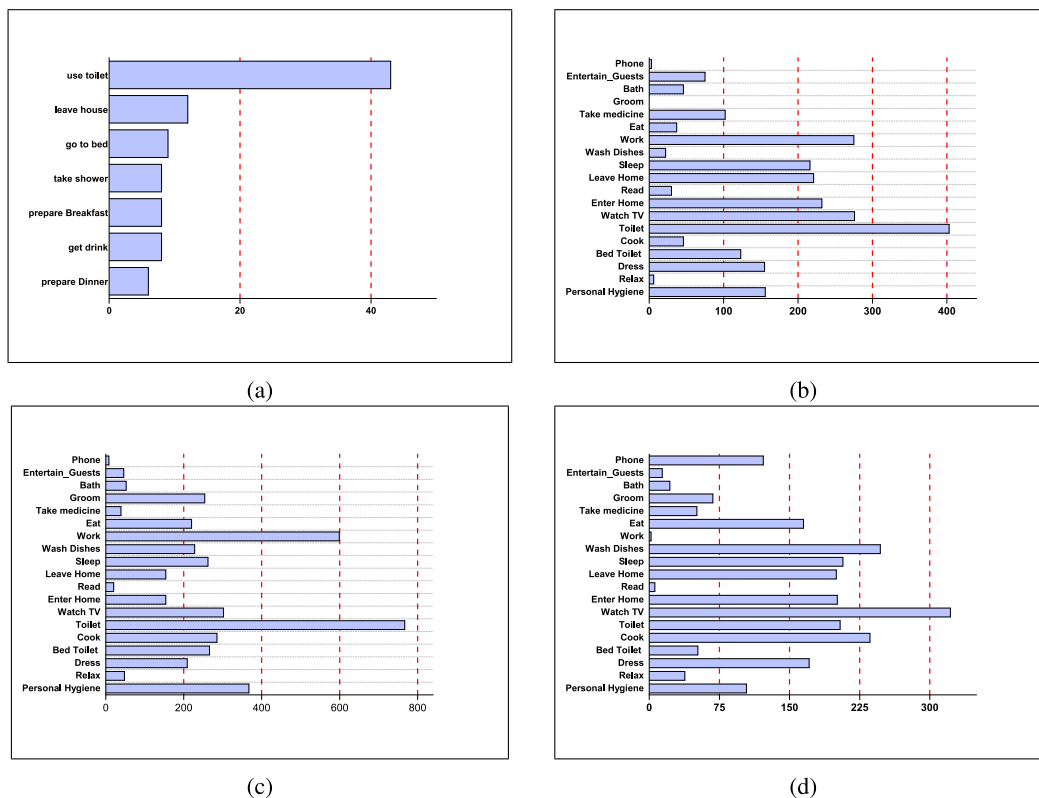 use toilet
leave house
go to bed
take shower
prepare Breakfast
get drink
prepare Dinner
0 20 40
(a)
Phone
Entertain_Guests
Bath
Groom
Take medicine
Eat
Work
Wash Dishes
Sleep
Leave Home
Read
Enter Home
Watch TV
Toilet
Cook
Bed Toilet
Dress
Relax
Personal Hygiene
0 100 200 300 400
(b)
Phone
Entertain_Guests
Bath
Groom
Take medicine
Eat
Work
Wash Dishes
Sleep
Leave Home
Read
Enter Home
Watch TV
Toilet
Cook
Bed Toilet
Dress
Relax
Personal Hygiene
0 200 400 600 800
(c)
Phone
Entertain_Guests
Bath
Groom
Take medicine
Eat
Work
Wash Dishes
Sleep
Leave Home
Read
Enter Home
Watch TV
Toilet
Cook
Bed Toilet
Dress
Relax
Personal Hygiene
0 75 150 225 300
(d)